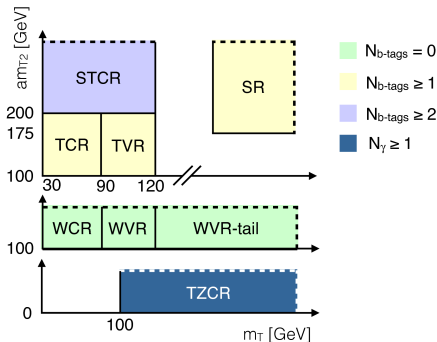 am_T2 [GeV]
STCR
SR
200
175
TCR
TVR
100
30
90
120
N_b-tags = 0
N_b-tags ≥ 1
N_b-tags ≥ 2
N_γ ≥ 1
WCR
WVR
WVR-tail
100
TZCR
0
100
m_T [GeV]